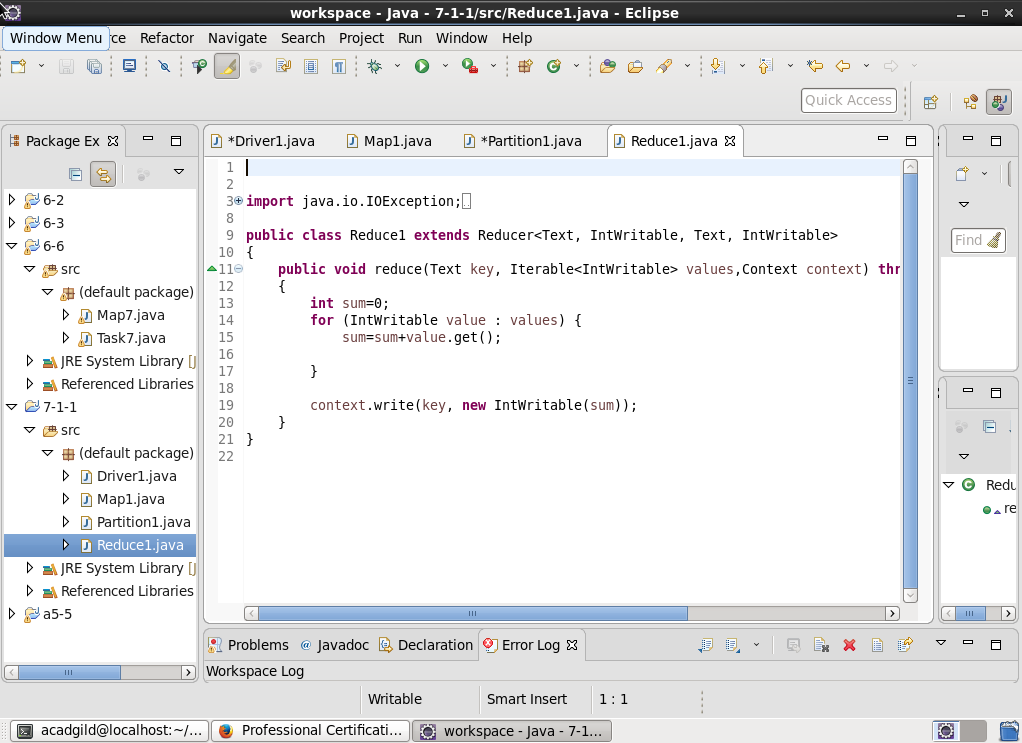 workspace - Java - 7-1-1/src/Reduce1.java - Eclipse
Window Menu rce Refactor Navigate Search Project Run Window Help
Quick Access
Package Ex
*Driver1.java Map1.java *Partition1.java Reduce1.java
6-2
6-3
6-6
src
(default package)
Map7.java
Task7.java
JRE System Library [J
Referenced Libraries
7-1-1
src
(default package)
Driver1.java
Map1.java
Partition1.java
Reduce1.java
JRE System Library [J
Referenced Libraries
a5-5
1
2
3 import java.io.IOException;
8
9 public class Reduce1 extends Reducer<Text, IntWritable, Text, IntWritable>
10 {
11 public void reduce(Text key, Iterable<IntWritable> values,Context context) thr
12 {
13 int sum=0;
14 for (IntWritable value : values) {
15 sum=sum+value.get();
16
17 }
18
19 context.write(key, new IntWritable(sum));
20 }
21 }
22
Find
Redu
re
Problems @ Javadoc Declaration Error Log
Workspace Log
Writable Smart Insert 1 : 1
acadgild@localhost:~/... Professional Certificati... workspace - Java - 7-1...